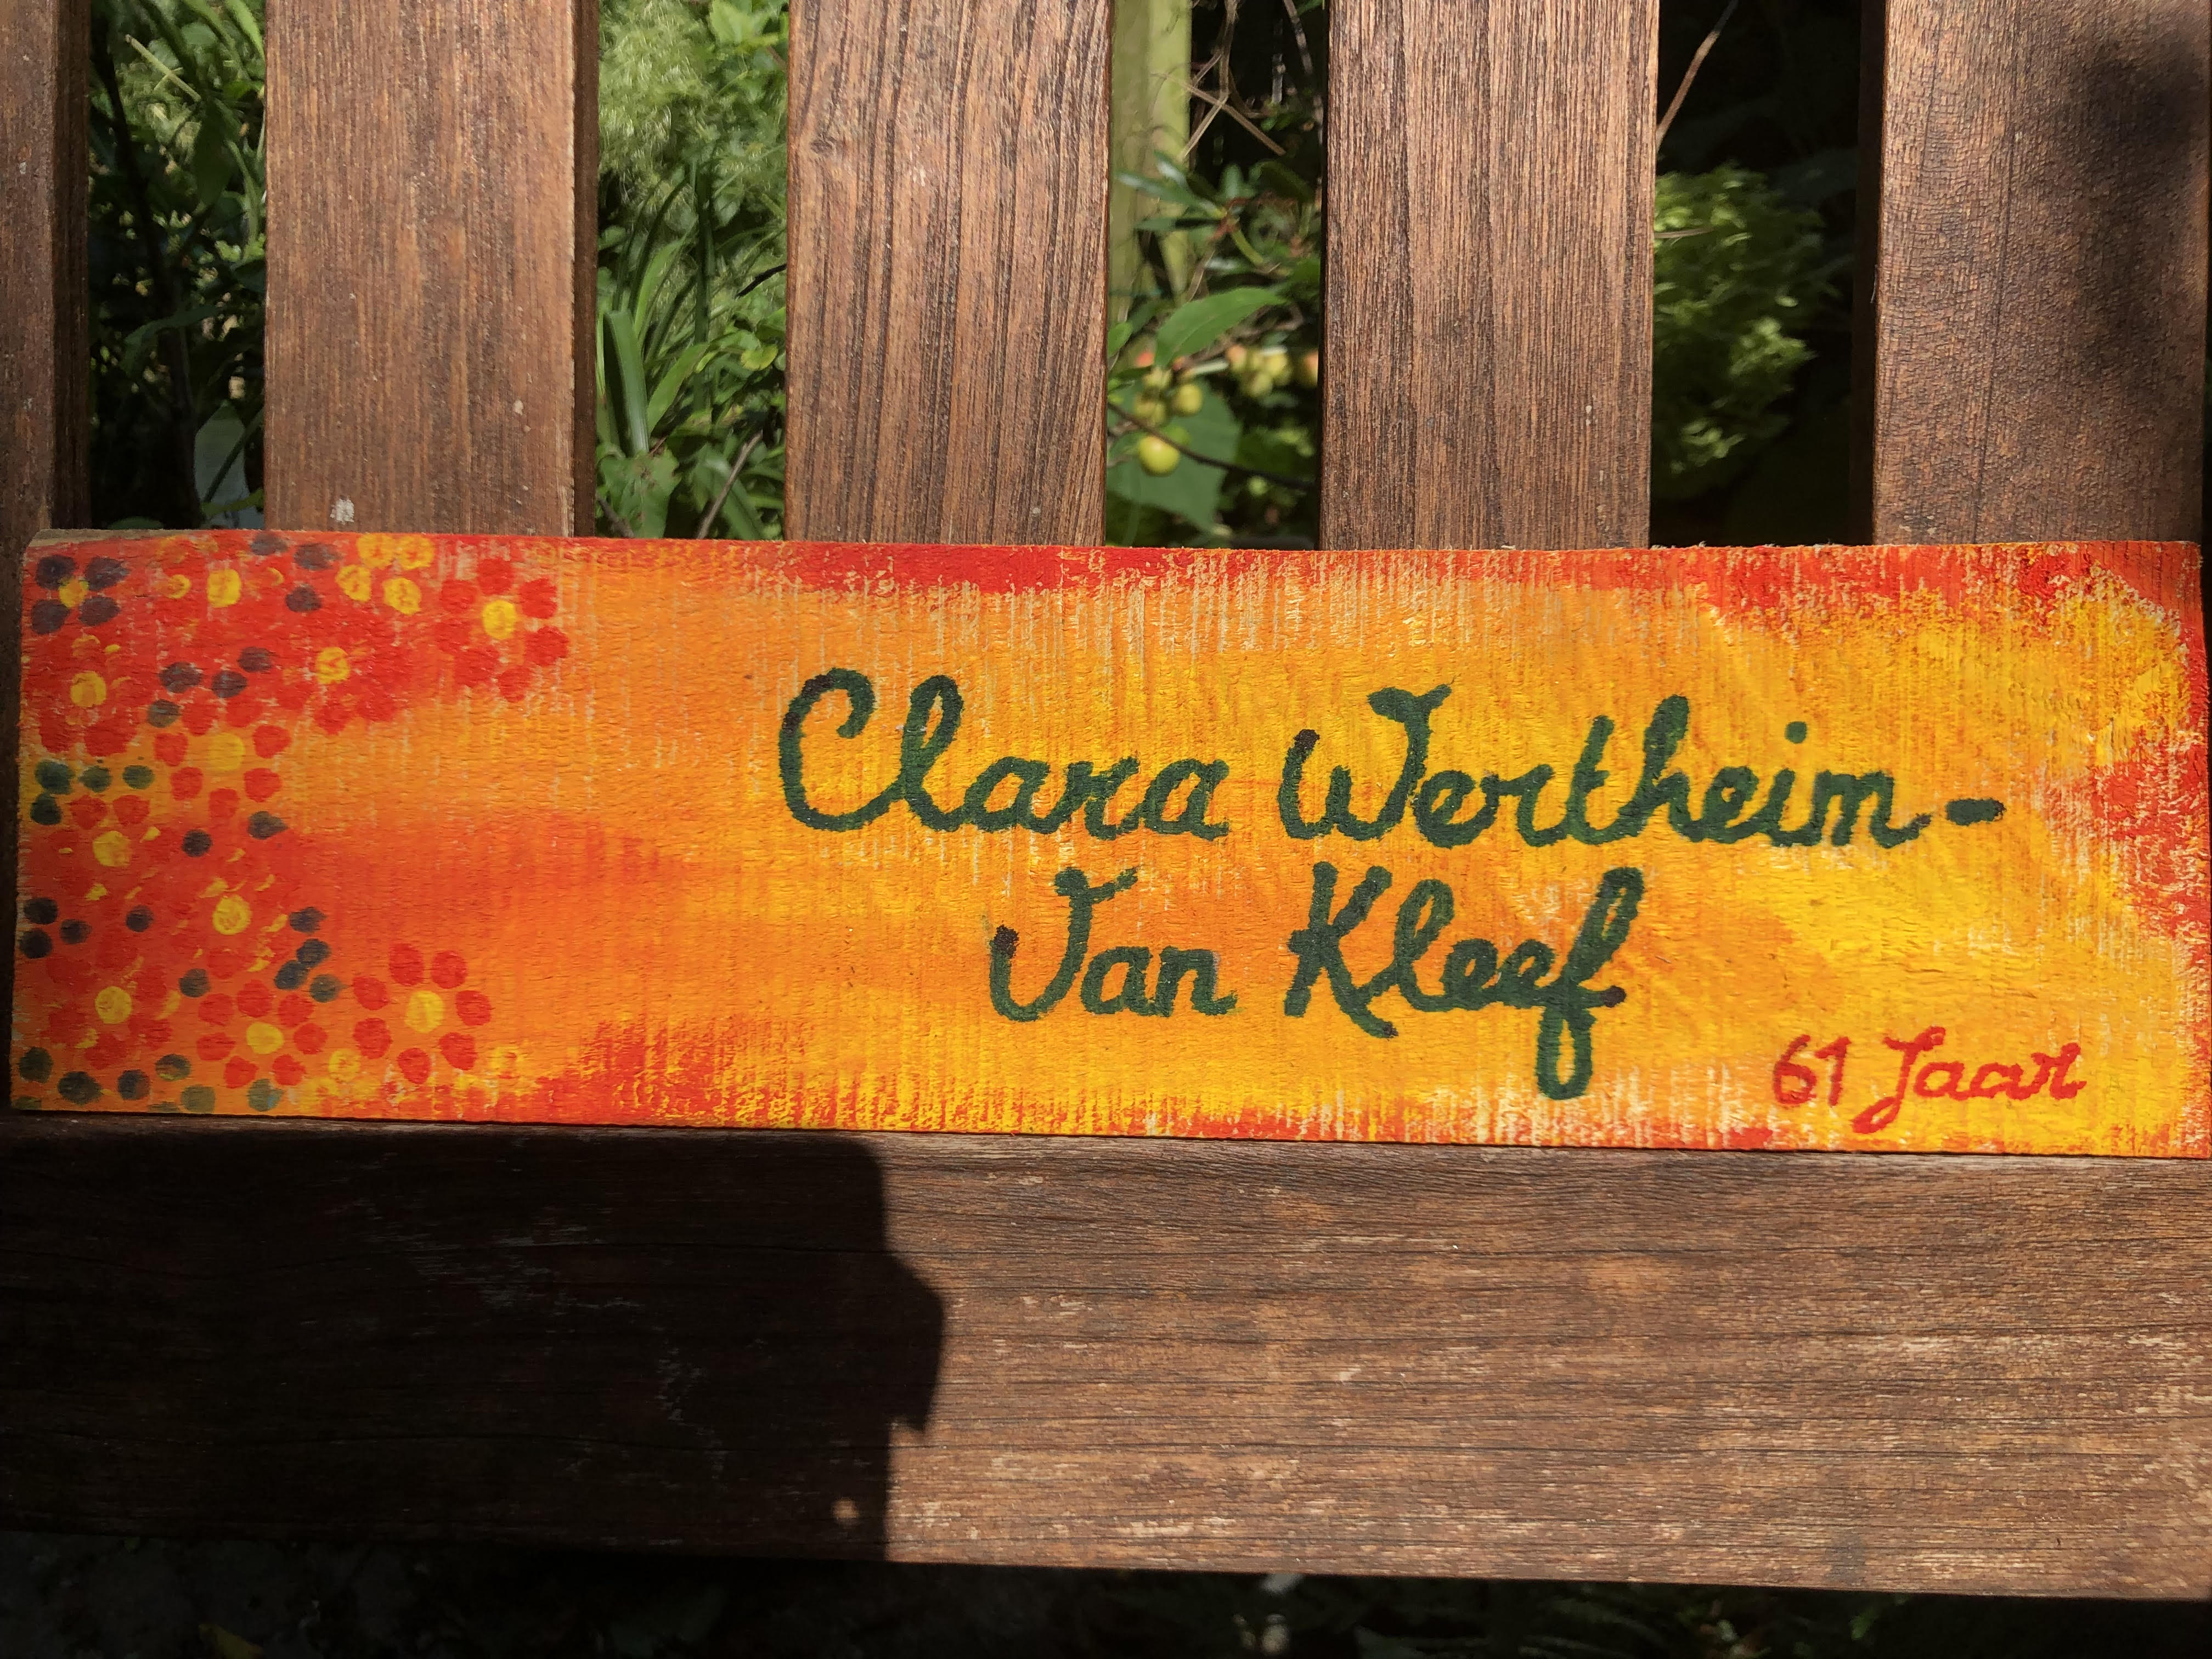 Clara Wertheim-
Van Kleef
61 Jaar